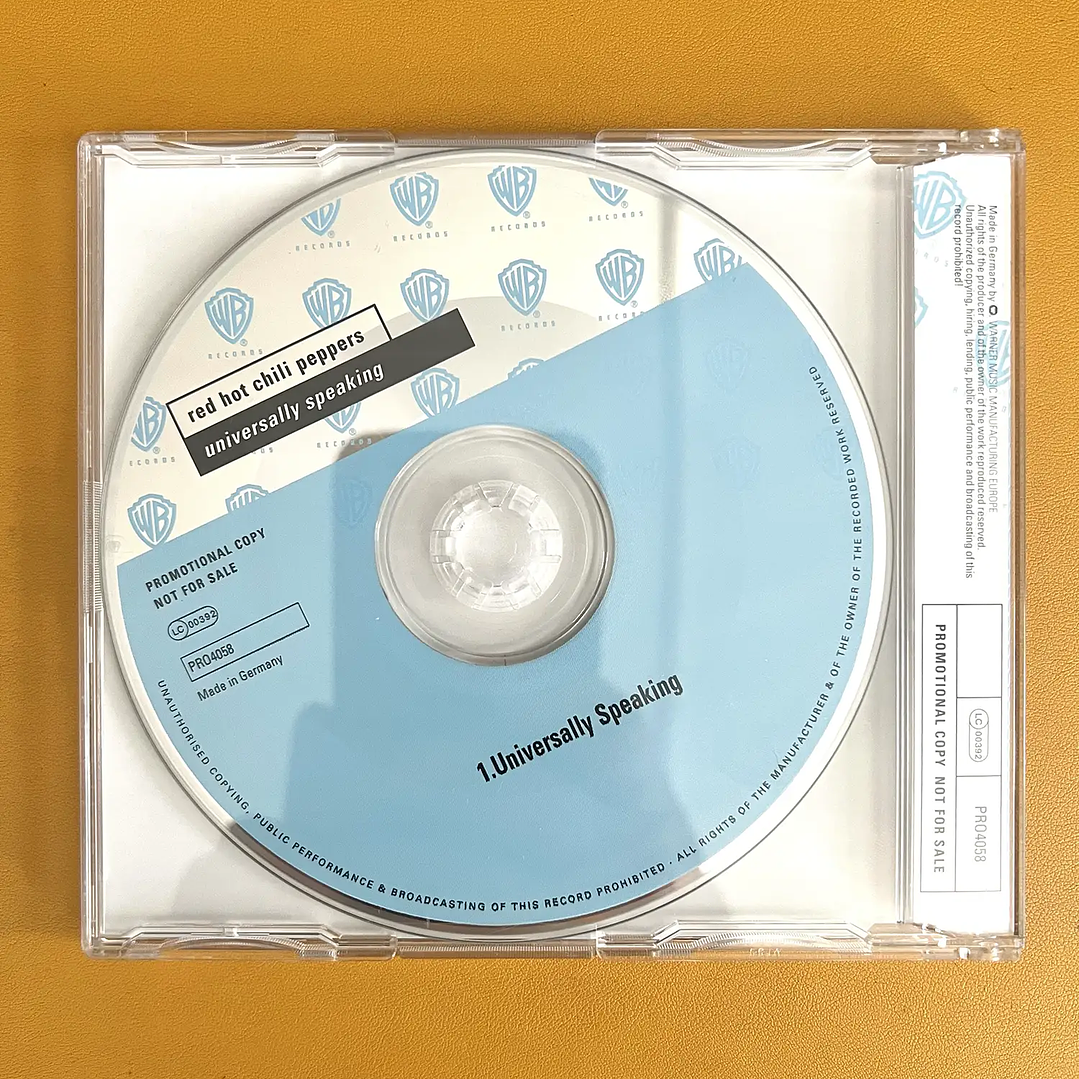 WB
RECORDS
red hot chili peppers
universally speaking
PROMOTIONAL COPY
NOT FOR SALE
LC 00392
PRO4058
Made in Germany
1.Universally Speaking
UNAUTHORISED COPYING, PUBLIC PERFORMANCE & BROADCASTING OF THIS RECORD PROHIBITED · ALL RIGHTS OF THE MANUFACTURER & OF THE OWNER OF THE RECORDED WORK RESERVED
Made in Germany by WARNER MUSIC MANUFACTURING EUROPE
All rights of the producer and of the owner of the work reproduced reserved.
Unauthorized copying, hiring, lending, public performance and broadcasting of this
record prohibited!
LC 00392
PRO4058
PROMOTIONAL COPY NOT FOR SALE